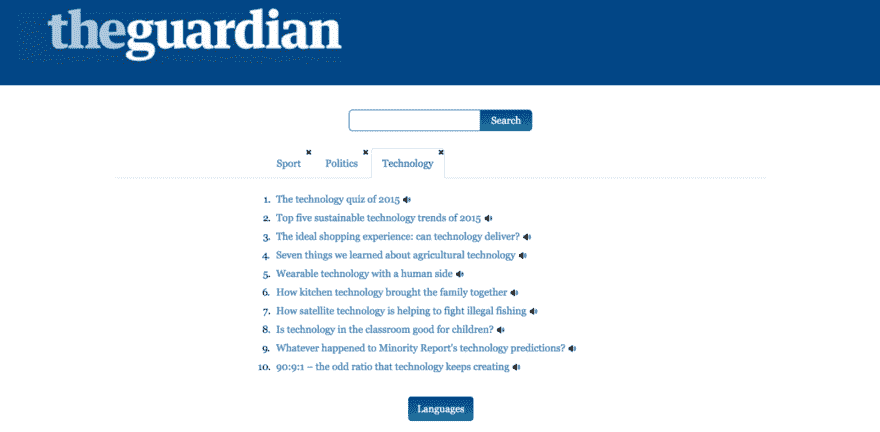 theguardian
Search
Sport Politics Technology
1. The technology quiz of 2015
2. Top five sustainable technology trends of 2015
3. The ideal shopping experience: can technology deliver?
4. Seven things we learned about agricultural technology
5. Wearable technology with a human side
6. How kitchen technology brought the family together
7. How satellite technology is helping to fight illegal fishing
8. Is technology in the classroom good for children?
9. Whatever happened to Minority Report's technology predictions?
10. 90:9:1 – the odd ratio that technology keeps creating
Languages